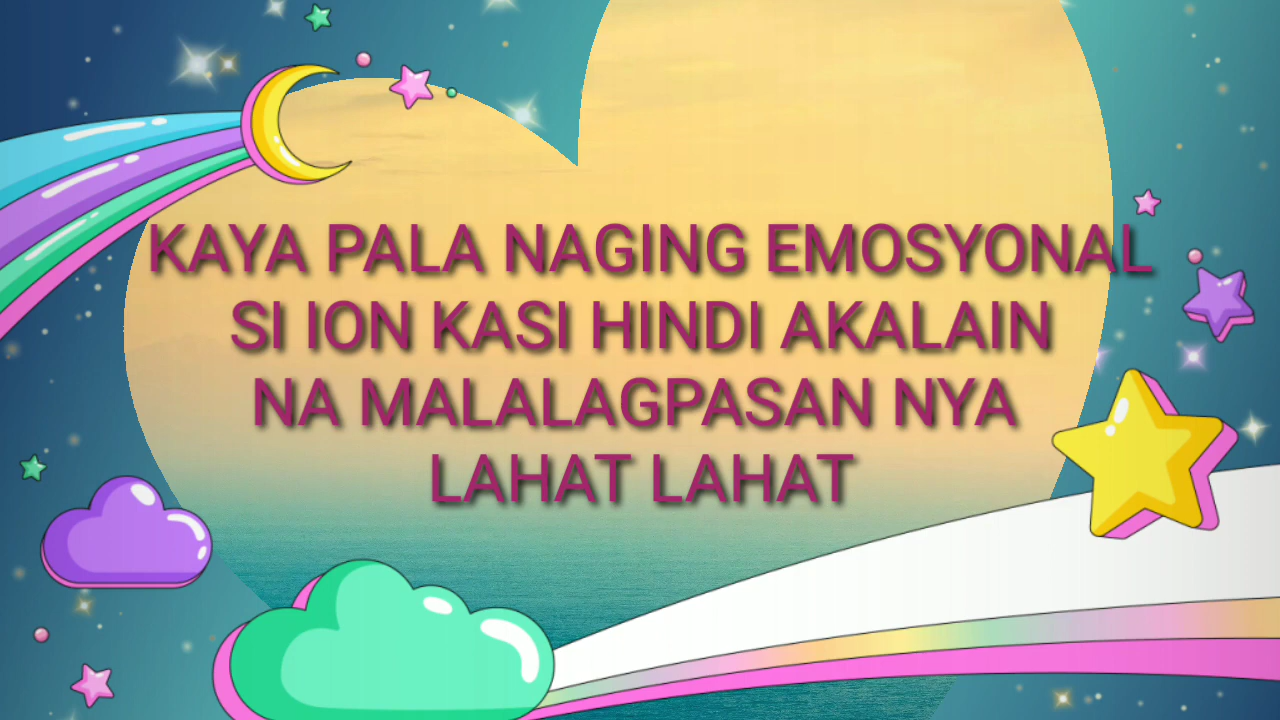 KAYA PALA NAGING EMOSYONAL
SI ION KASI HINDI AKALAIN
NA MALALAGPASAN NYA
LAHAT LAHAT